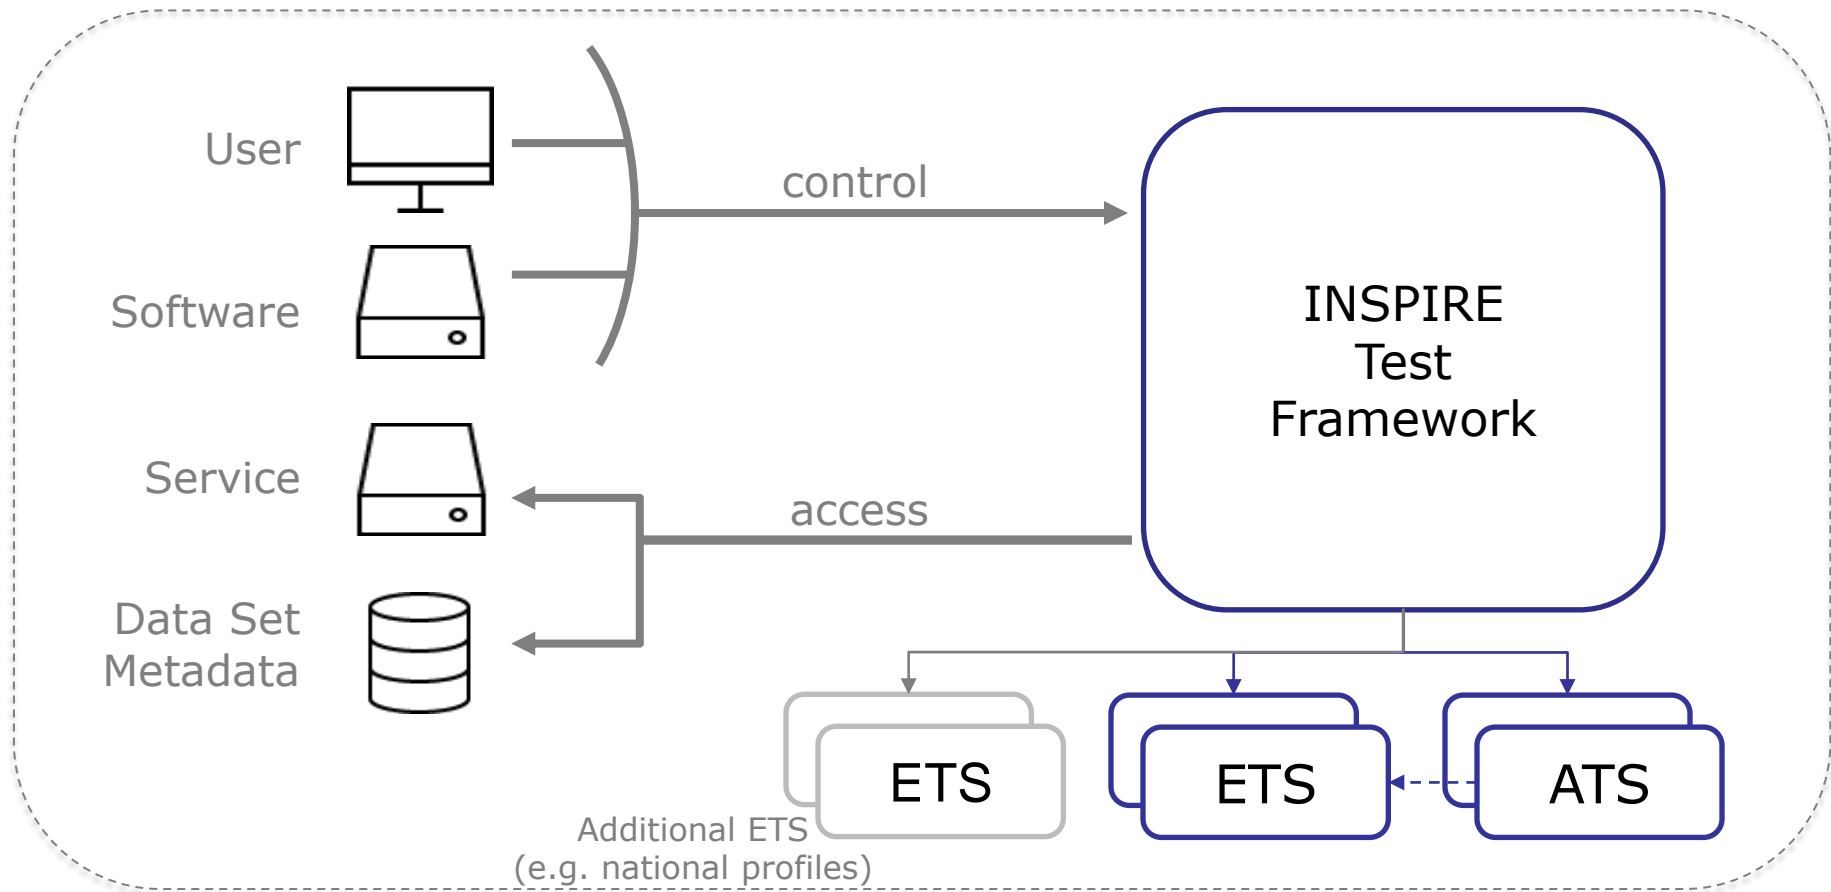 User
control
Software
INSPIRE
Test
Framework
Service
access
Data Set
Metadata
ETS
ETS
ATS
Additional ETS
(e.g. national profiles)